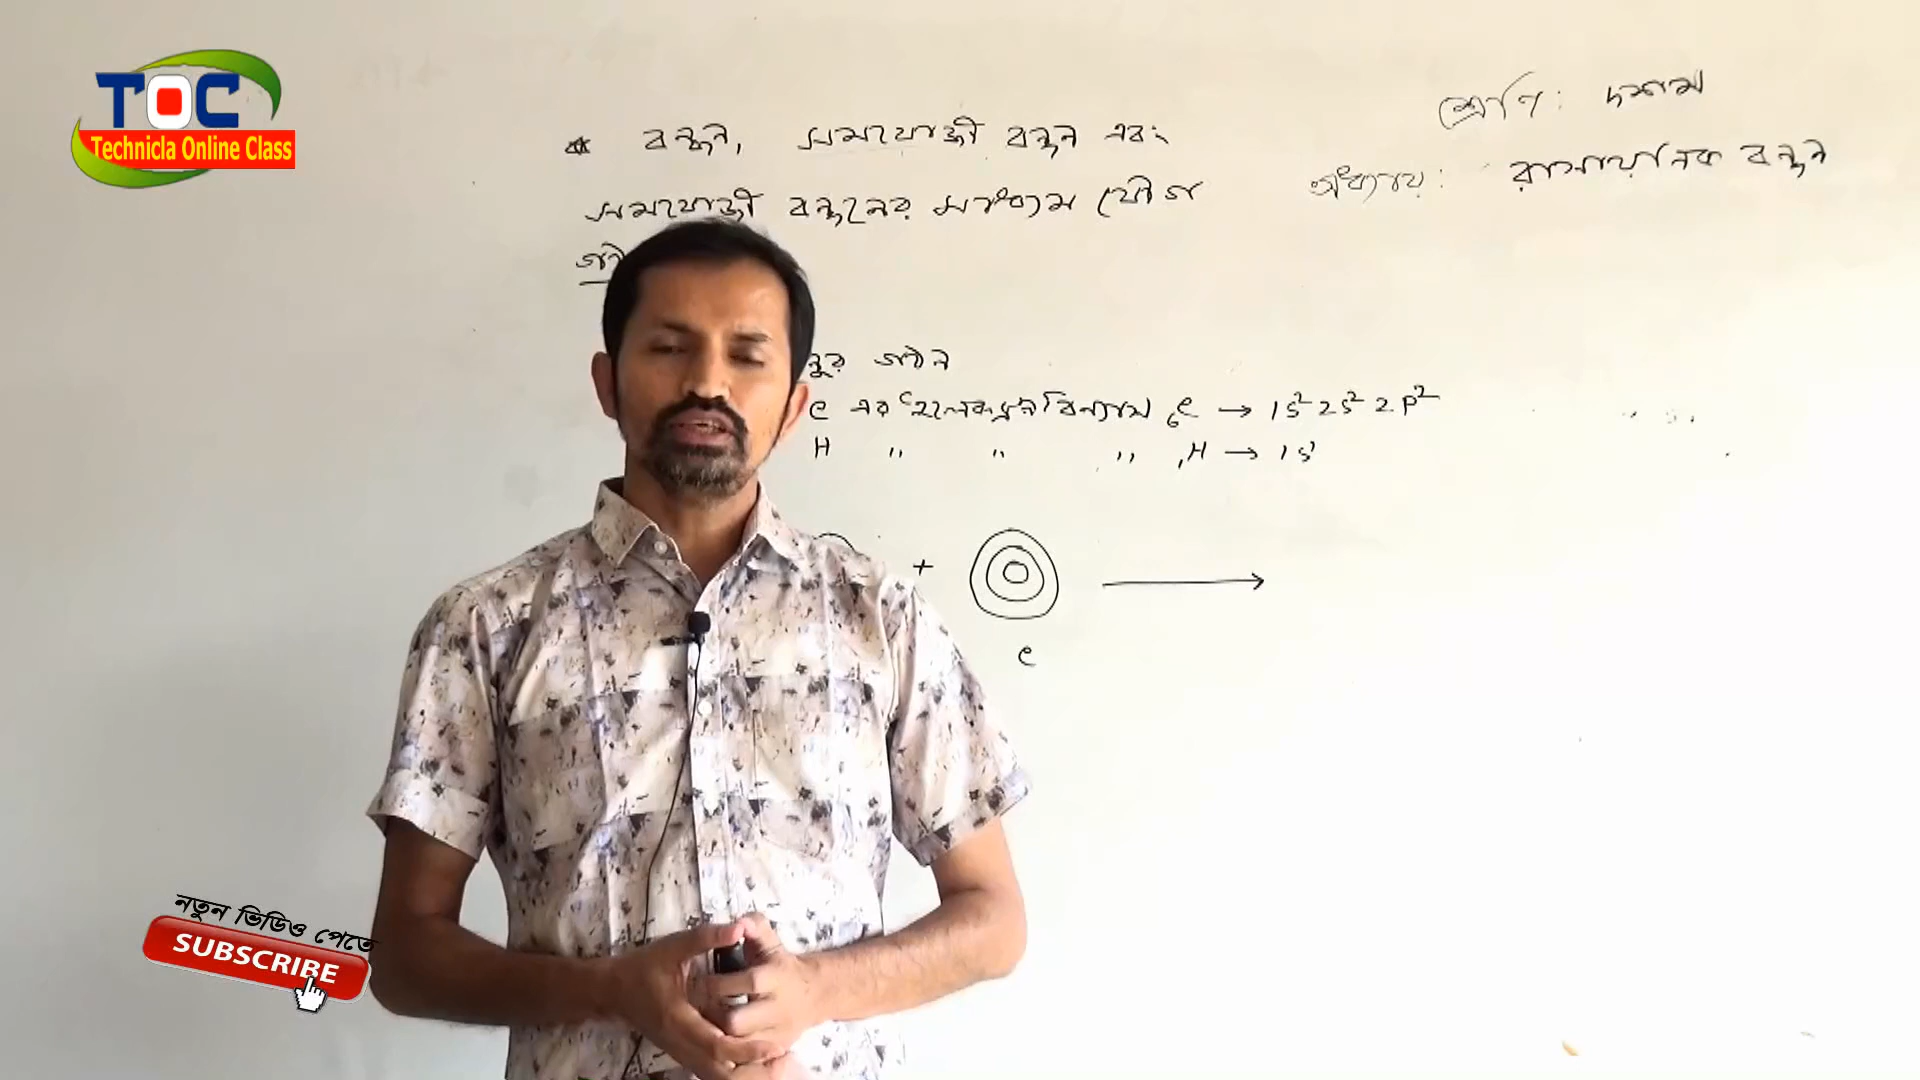 TOC
Technicla Online Class
শ্রেণি : দশম
অধ্যায় : রাসায়নিক বন্ধন
* বন্ধন, সমযোজী বন্ধন এবং
সমযোজী বন্ধনের মাধ্যমে যৌগ
গঠন
C এর ইলেকট্রন বিন্যাস ₆C → 1s² 2s² 2p²
H " " " ₁H → 1s¹
+ →
C
নতুন ভিডিও পেতে
SUBSCRIBE